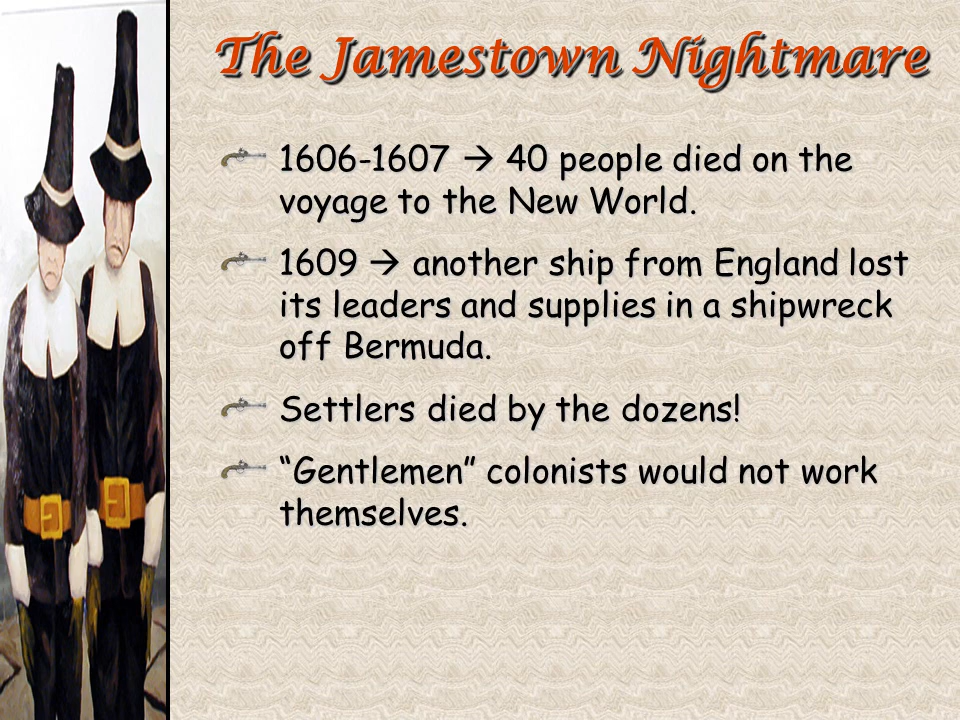 The Jamestown Nightmare
1606-1607 → 40 people died on the
voyage to the New World.
1609 → another ship from England lost
its leaders and supplies in a shipwreck
off Bermuda.
Settlers died by the dozens!
“Gentlemen” colonists would not work
themselves.